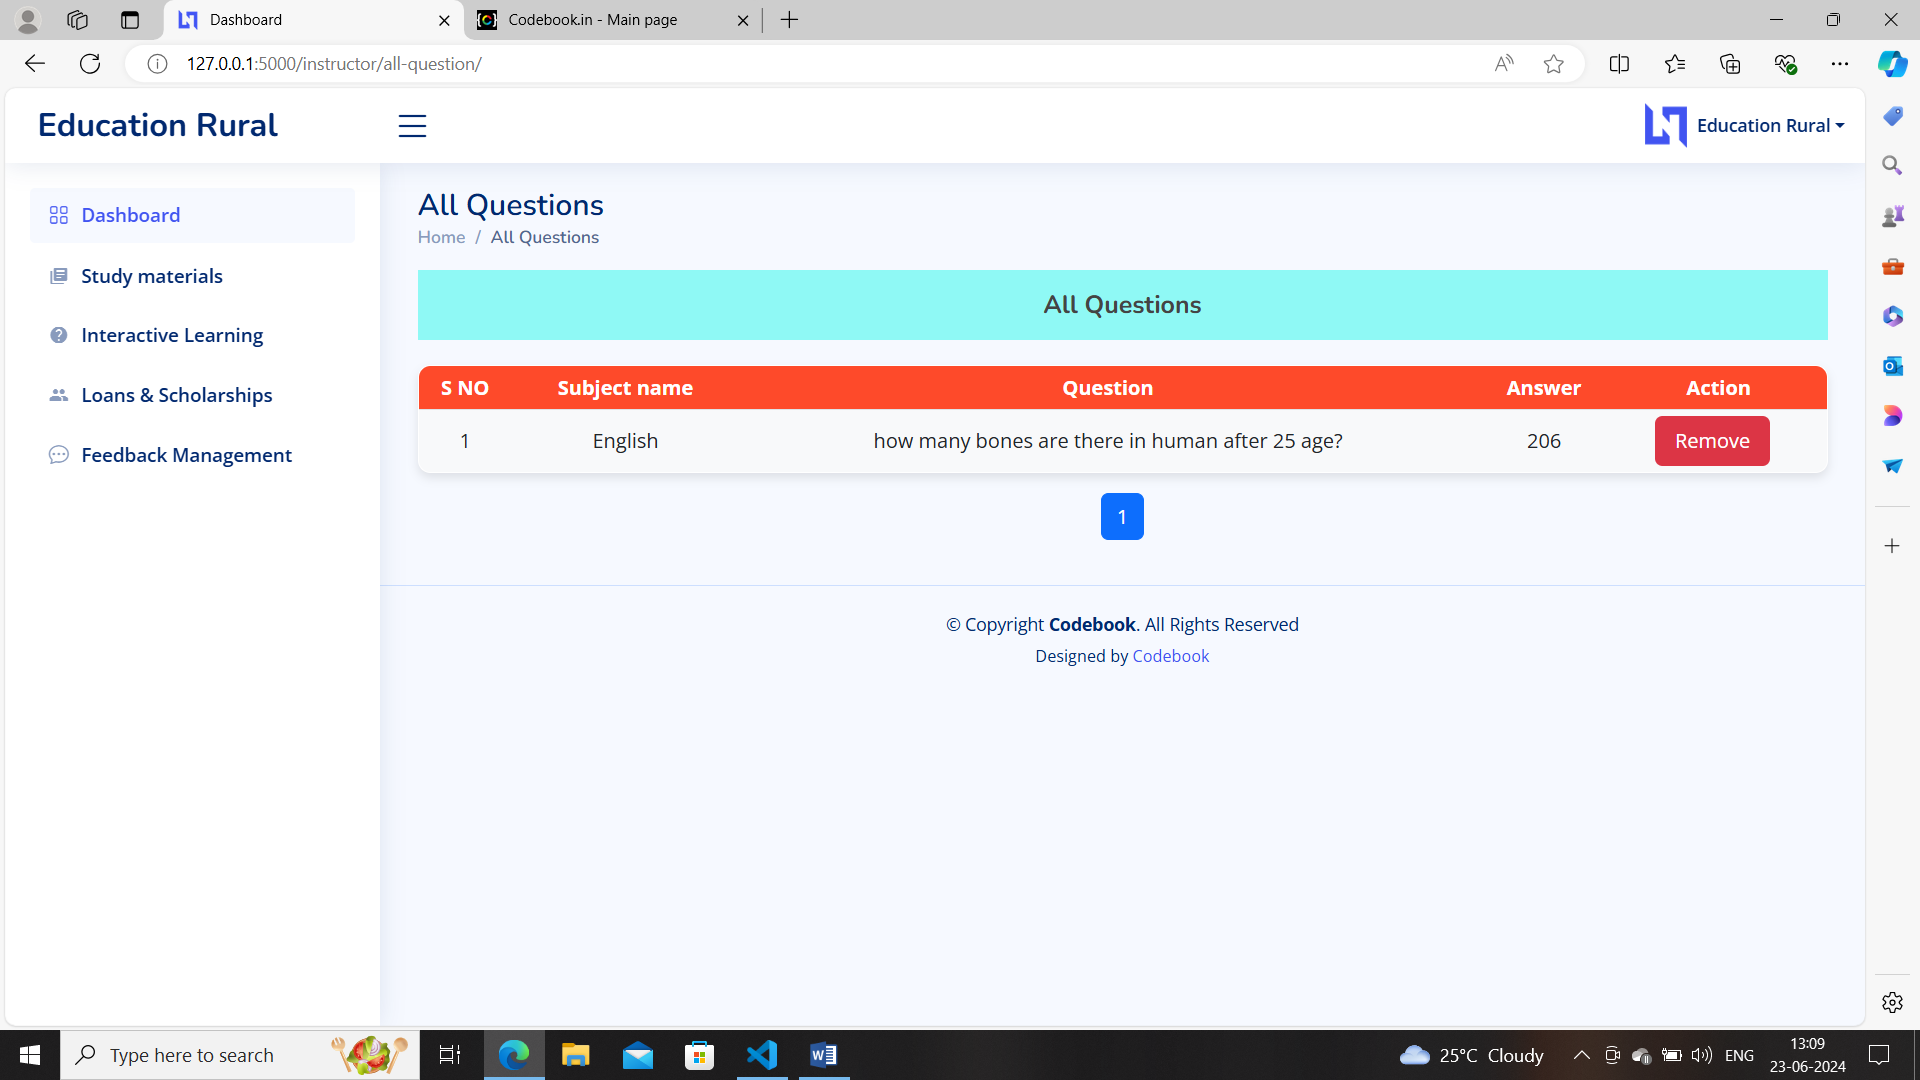 Dashboard
Codebook.in - Main page
127.0.0.1:5000/instructor/all-question/
Education Rural
Education Rural
Dashboard
Study materials
Interactive Learning
Loans & Scholarships
Feedback Management
All Questions
Home / All Questions
All Questions
S NO Subject name Question Answer Action
1 English how many bones are there in human after 25 age? 206 Remove
1
© Copyright Codebook. All Rights Reserved
Designed by Codebook
Type here to search
25°C Cloudy
ENG
13:09
23-06-2024